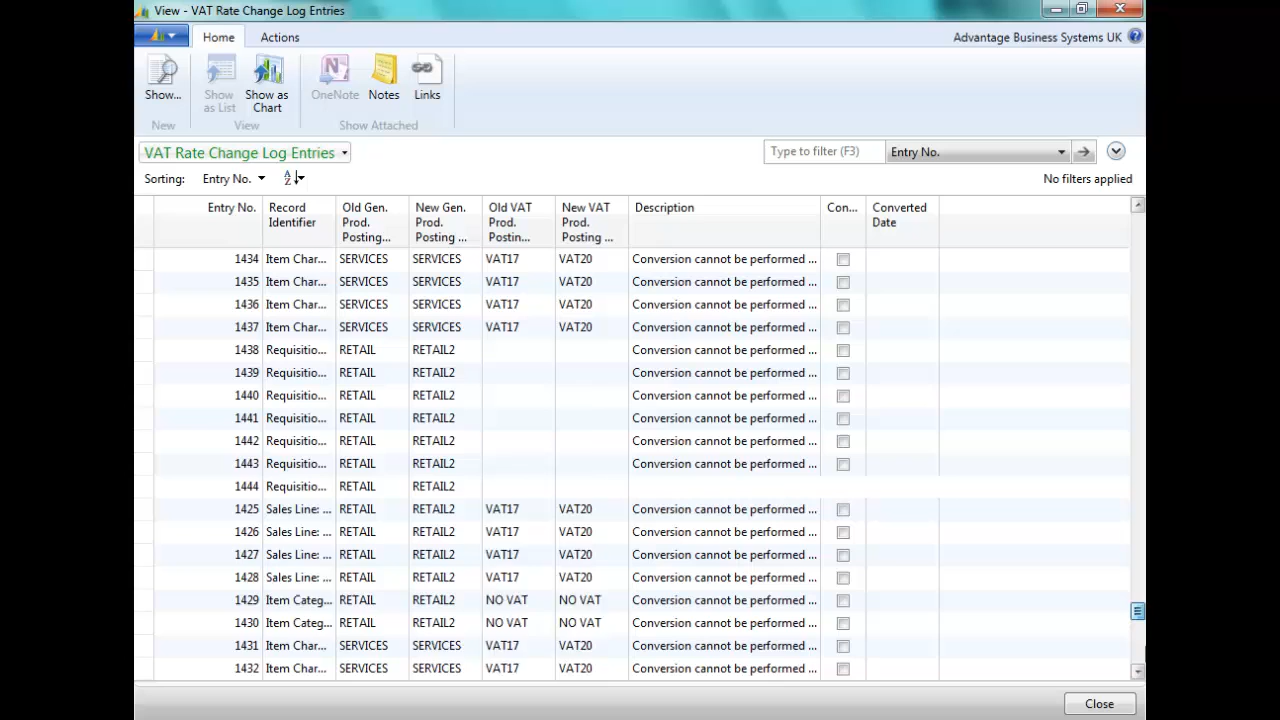 View - VAT Rate Change Log Entries
Home Actions Advantage Business Systems UK
Show... Show as List Show as Chart OneNote Notes Links
New View Show Attached
VAT Rate Change Log Entries Type to filter (F3) Entry No.
Sorting: Entry No. No filters applied
Entry No. Record Identifier Old Gen. Prod. Posting... New Gen. Prod. Posting ... Old VAT Prod. Postin... New VAT Prod. Posting ... Description Con... Converted Date
1434 Item Char... SERVICES SERVICES VAT17 VAT20 Conversion cannot be performed ...
1435 Item Char... SERVICES SERVICES VAT17 VAT20 Conversion cannot be performed ...
1436 Item Char... SERVICES SERVICES VAT17 VAT20 Conversion cannot be performed ...
1437 Item Char... SERVICES SERVICES VAT17 VAT20 Conversion cannot be performed ...
1438 Requisitio... RETAIL RETAIL2 Conversion cannot be performed ...
1439 Requisitio... RETAIL RETAIL2 Conversion cannot be performed ...
1440 Requisitio... RETAIL RETAIL2 Conversion cannot be performed ...
1441 Requisitio... RETAIL RETAIL2 Conversion cannot be performed ...
1442 Requisitio... RETAIL RETAIL2 Conversion cannot be performed ...
1443 Requisitio... RETAIL RETAIL2 Conversion cannot be performed ...
1444 Requisitio... RETAIL RETAIL2
1425 Sales Line: ... RETAIL RETAIL2 VAT17 VAT20 Conversion cannot be performed ...
1426 Sales Line: ... RETAIL RETAIL2 VAT17 VAT20 Conversion cannot be performed ...
1427 Sales Line: ... RETAIL RETAIL2 VAT17 VAT20 Conversion cannot be performed ...
1428 Sales Line: ... RETAIL RETAIL2 VAT17 VAT20 Conversion cannot be performed ...
1429 Item Categ... RETAIL RETAIL2 NO VAT NO VAT Conversion cannot be performed ...
1430 Item Categ... RETAIL RETAIL2 NO VAT NO VAT Conversion cannot be performed ...
1431 Item Char... SERVICES SERVICES VAT17 VAT20 Conversion cannot be performed ...
1432 Item Char... SERVICES SERVICES VAT17 VAT20 Conversion cannot be performed ...
Close